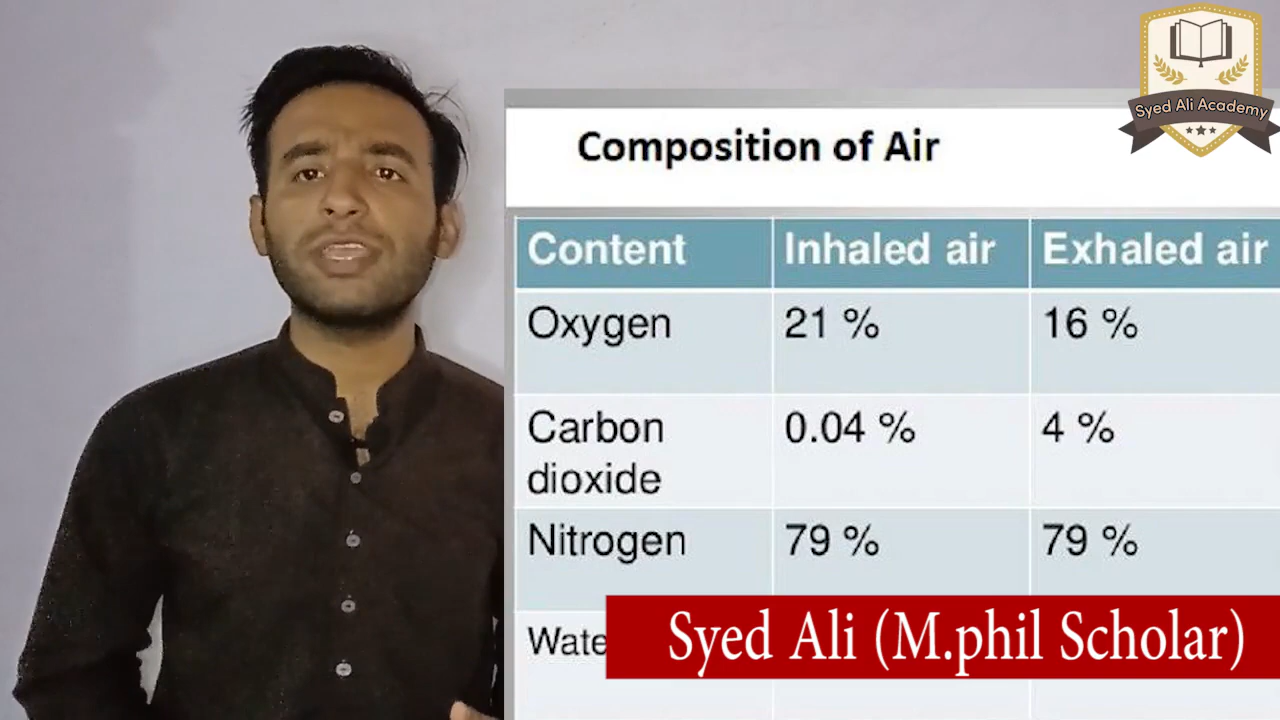 Syed Ali Academy
Composition of Air
Content Inhaled air Exhaled air
Oxygen 21 % 16 %
Carbon 0.04 % 4 %
dioxide
Nitrogen 79 % 79 %
Wate
Syed Ali (M.phil Scholar)